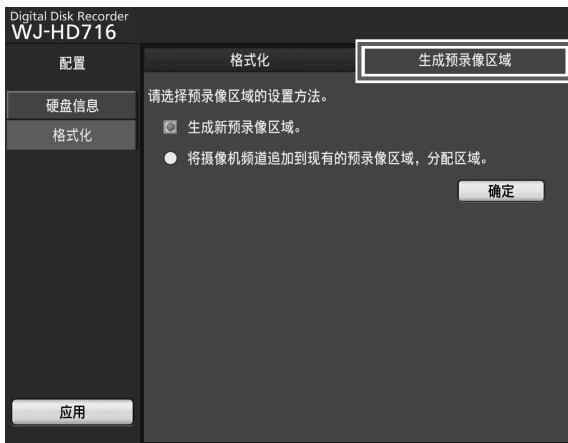 Digital Disk Recorder
WJ-HD716
配置
格式化
生成预录像区域
硬盘信息
格式化
请选择预录像区域的设置方法。
生成新预录像区域。
将摄像机频道追加到现有的预录像区域，分配区域。
确定
应用